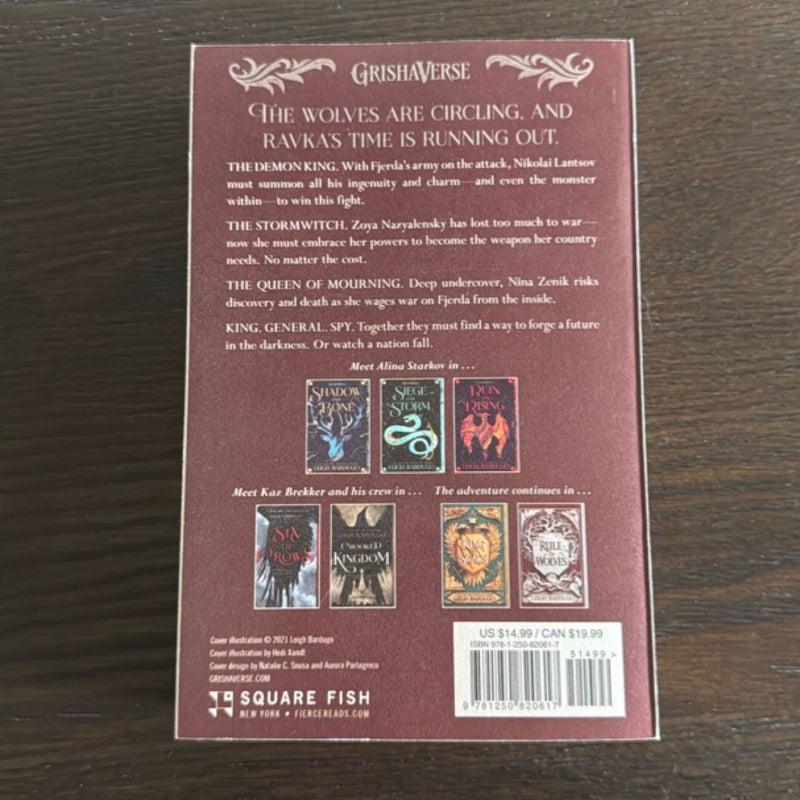 GRISHAVERSE
THE WOLVES ARE CIRCLING, AND
RAVKA'S TIME IS RUNNING OUT.
THE DEMON KING. With Fjerda's army on the attack, Nikolai Lantsov
must summon all his ingenuity and charm—and even the monster
within—to win this fight.
THE STORMWITCH. Zoya Nazyalensky has lost too much to war—
now she must embrace her powers to become the weapon her country
needs. No matter the cost.
THE QUEEN OF MOURNING. Deep undercover, Nina Zenik risks
discovery and death as she wages war on Fjerda from the inside.
KING. GENERAL. SPY. Together they must find a way to forge a future
in the darkness. Or watch a nation fall.
Meet Alina Starkov in . . .
SHADOW AND BONE LEIGH BARDUGO
SIEGE AND STORM LEIGH BARDUGO
RUIN AND RISING LEIGH BARDUGO
Meet Kaz Brekker and his crew in . . .
The adventure continues in . . .
SIX OF CROWS
LEIGH BARDUGO CROOKED KINGDOM
KING OF SCARS LEIGH BARDUGO
RULE OF WOLVES LEIGH BARDUGO
Cover illustration © 2021 Leigh Bardugo
Cover illustration by Hedi Xandt
Cover design by Natalie C. Sousa and Aurora Parlagreco
GRISHAVERSE.COM
SQUARE FISH
NEW YORK • FIERCEREADS.COM
US $14.99 / CAN $19.99
ISBN 978-1-250-82061-7
51499>
9 781250 820617